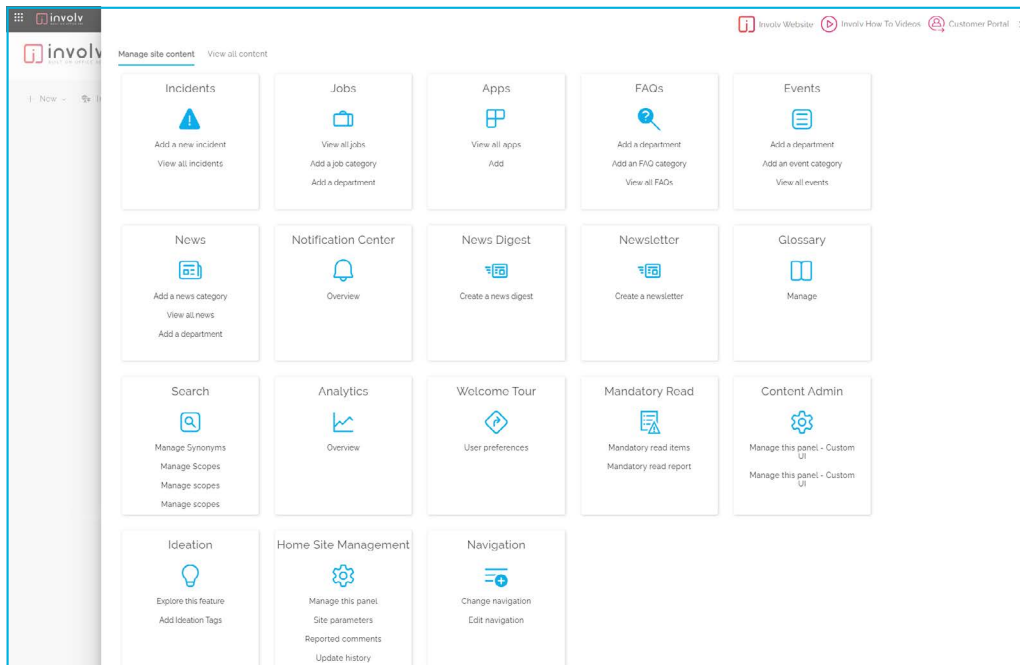 involv
Involv Website Involv How To Videos Customer Portal
involv
Manage site content View all content
New
Incidents
Add a new incident
View all incidents
Jobs
View all jobs
Add a job category
Add a department
Apps
View all apps
Add
FAQs
Add a department
Add an FAQ category
View all FAQs
Events
Add a department
Add an event category
View all events
News
Add a news category
View all news
Add a department
Notification Center
Overview
News Digest
Create a news digest
Newsletter
Create a newsletter
Glossary
Manage
Search
Manage Synonyms
Manage Scopes
Manage scopes
Manage scopes
Analytics
Overview
Welcome Tour
User preferences
Mandatory Read
Mandatory read items
Mandatory read report
Content Admin
Manage this panel - Custom
UI
Manage this panel - Custom
UI
Ideation
Explore this feature
Add Ideation Tags
Home Site Management
Manage this panel
Site parameters
Reported comments
Update history
Navigation
Change navigation
Edit navigation